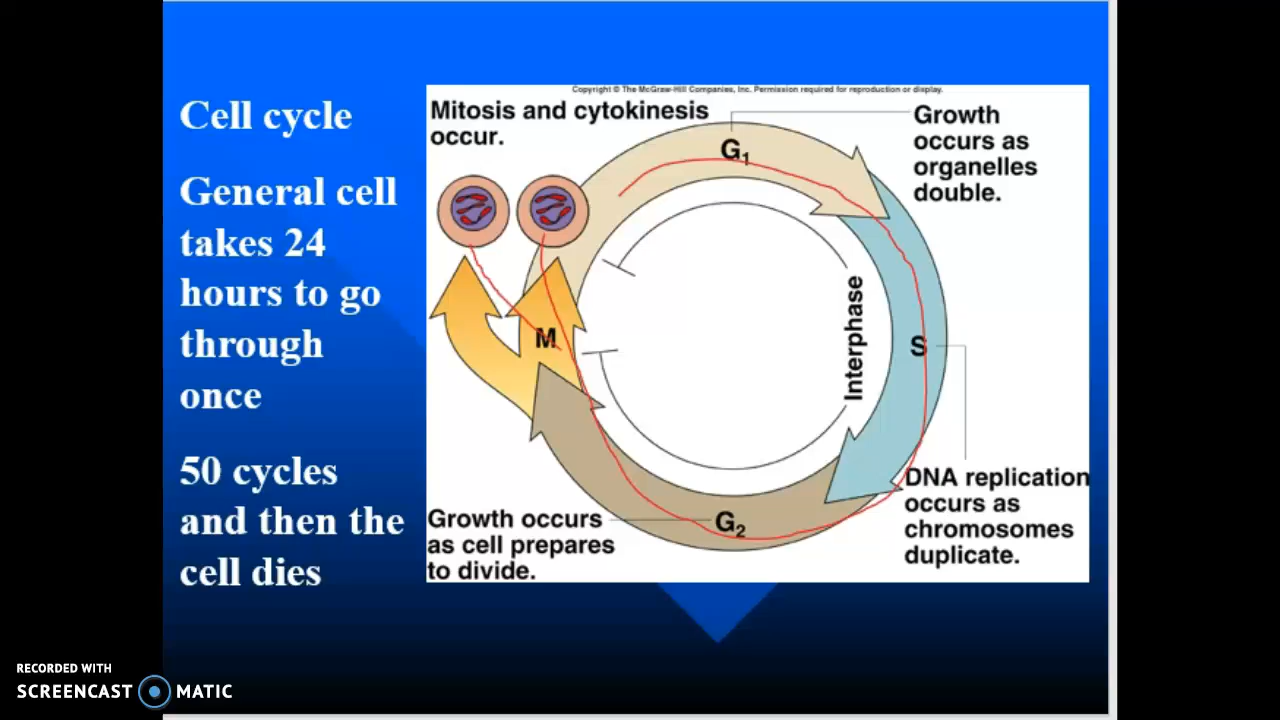 Cell cycle
General cell
takes 24
hours to go
through
once
50 cycles
and then the
cell dies
Copyright © The McGraw-Hill Companies, Inc. Permission required for reproduction or display.
Mitosis and cytokinesis
occur.
G1
Growth
occurs as
organelles
double.
M
Interphase
S
DNA replication
occurs as
chromosomes
duplicate.
G2
Growth occurs
as cell prepares
to divide.
RECORDED WITH
SCREENCAST MATIC